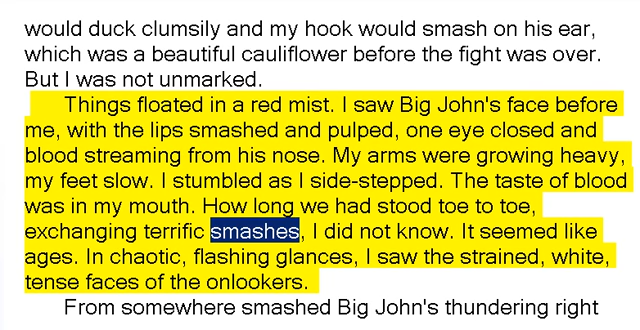 would duck clumsily and my hook would smash on his ear,
which was a beautiful cauliflower before the fight was over.
But I was not unmarked.
Things floated in a red mist. I saw Big John's face before
me, with the lips smashed and pulped, one eye closed and
blood streaming from his nose. My arms were growing heavy,
my feet slow. I stumbled as I side-stepped. The taste of blood
was in my mouth. How long we had stood toe to toe,
exchanging terrific smashes, I did not know. It seemed like
ages. In chaotic, flashing glances, I saw the strained, white,
tense faces of the onlookers.
From somewhere smashed Big John's thundering right